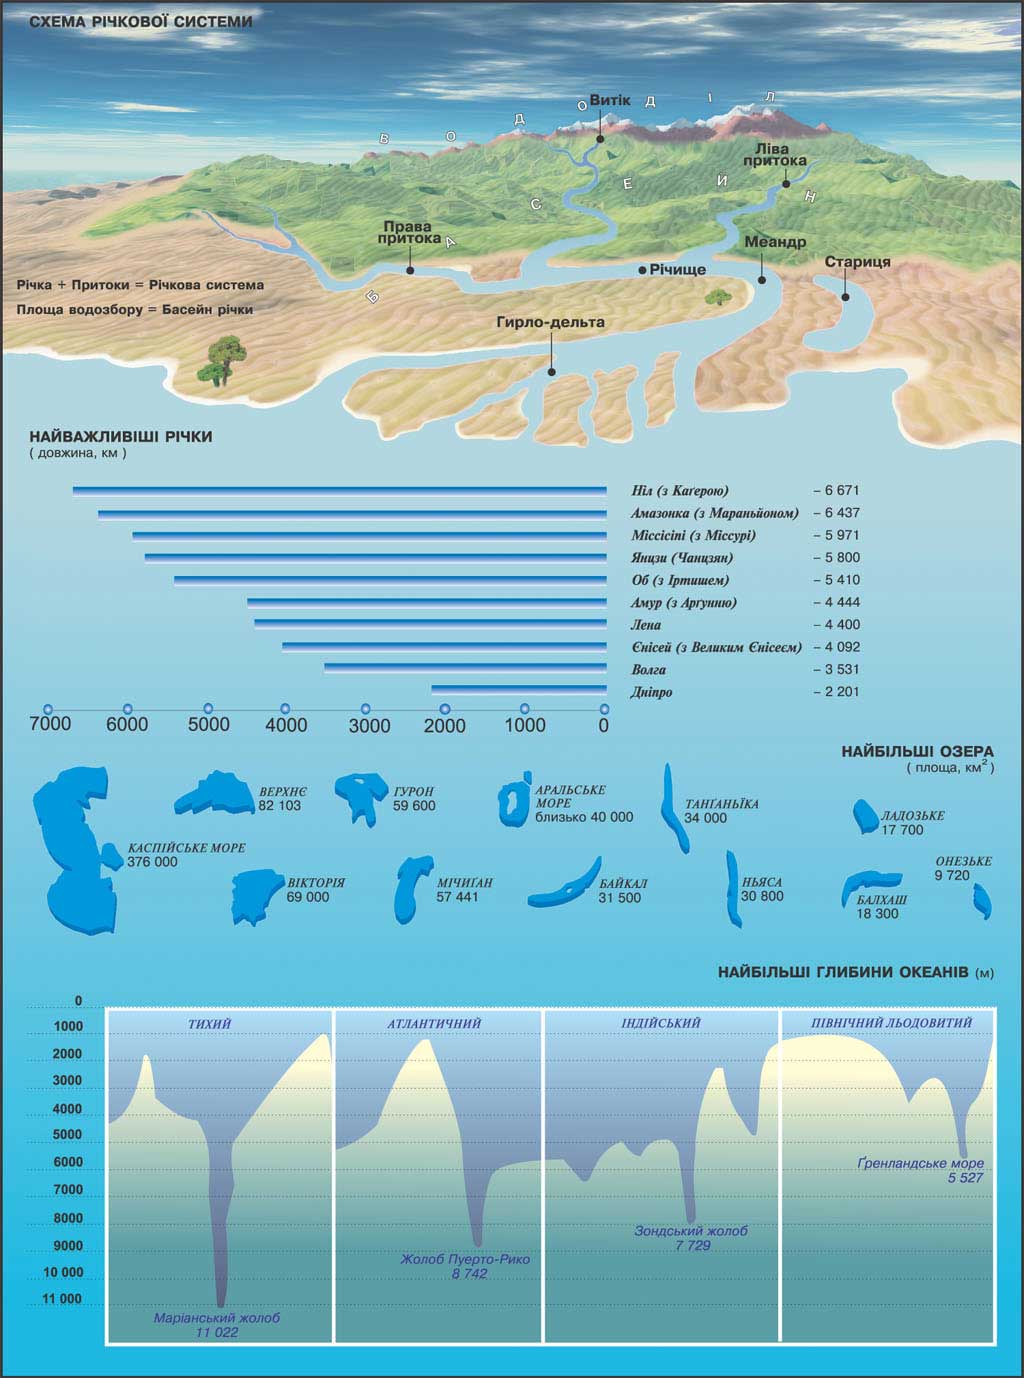 СХЕМА РІЧКОВОЇ СИСТЕМИ
ВОДОДІЛ
Витік
Ліва
притока
БАСЕЙН
Права
притока
Меандр
Стариця
Річище
Річка + Притоки = Річкова система
Площа водозбору = Басейн річки
Гирло-дельта
НАЙВАЖЛИВІШІ РІЧКИ
( довжина, км )
Ніл (з Каґерою) – 6 671
Амазонка (з Мараньйоном) – 6 437
Міссісіпі (з Міссурі) – 5 971
Янцзи (Чанцзян) – 5 800
Об (з Іртишем) – 5 410
Амур (з Арґунню) – 4 444
Лена – 4 400
Єнісей (з Великим Єнісеєм) – 4 092
Волга – 3 531
Дніпро – 2 201
7000 6000 5000 4000 3000 2000 1000 0
НАЙБІЛЬШІ ОЗЕРА
( площа, км²)
ВЕРХНЄ
82 103
ГУРОН
59 600
АРАЛЬСЬКЕ
МОРЕ
близько 40 000
ТАНҐАНЬЇКА
34 000
ЛАДОЗЬКЕ
17 700
КАСПІЙСЬКЕ МОРЕ
376 000
ВІКТОРІЯ
69 000
МІЧИҐАН
57 441
БАЙКАЛ
31 500
НЬЯСА
30 800
БАЛХАШ
18 300
ОНЕЗЬКЕ
9 720
НАЙБІЛЬШІ ГЛИБИНИ ОКЕАНІВ (м)
0
1000
2000
3000
4000
5000
6000
7000
8000
9000
10 000
11 000
ТИХИЙ
АТЛАНТИЧНИЙ
ІНДІЙСЬКИЙ
ПІВНІЧНИЙ ЛЬОДОВИТИЙ
Маріанський жолоб
11 022
Жолоб Пуерто-Рико
8 742
Зондський жолоб
7 729
Ґренландське море
5 527